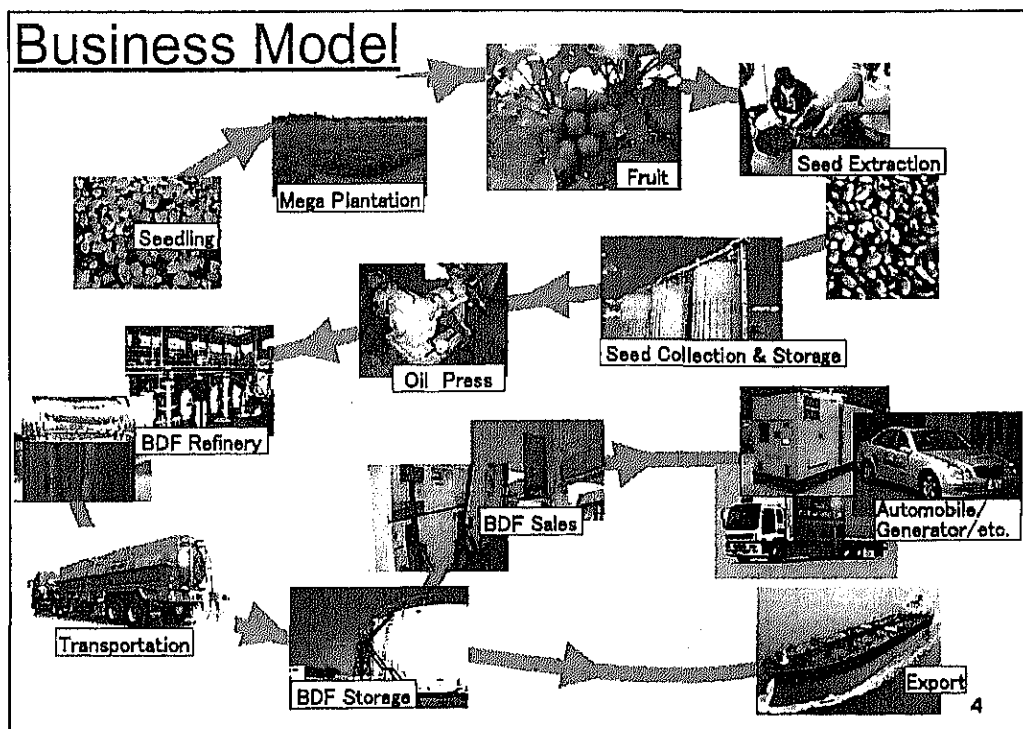 Business Model
Seedling
Mega Plantation
Fruit
Seed Extraction
Seed Collection & Storage
Oil Press
BDF Refinery
Transportation
BDF Storage
BDF Sales
Automobile/
Generator/etc.
Export
4